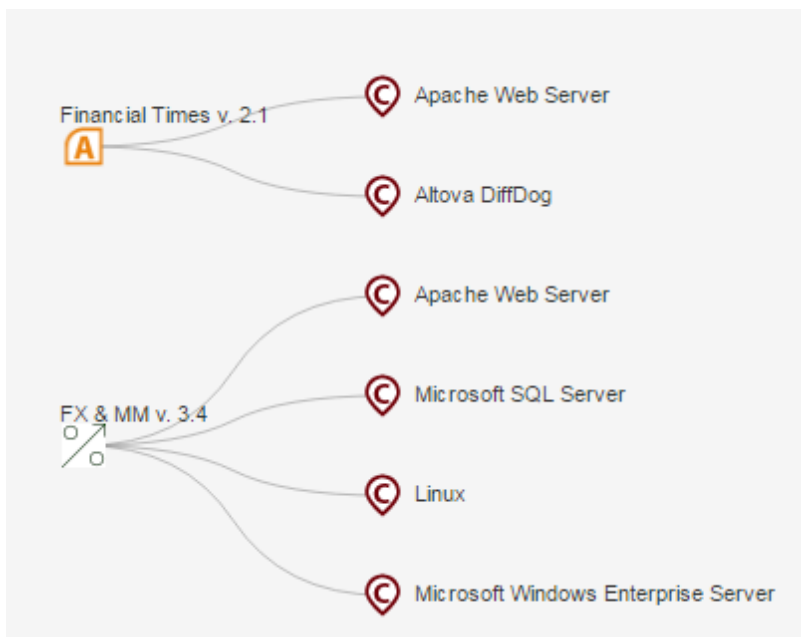 Apache Web Server
Financial Times v. 2.1
A
C
Altova DiffDog
C
Apache Web Server
C
Microsoft SQL Server
C
FX & MM v. 3.4
Linux
C
Microsoft Windows Enterprise Server
C